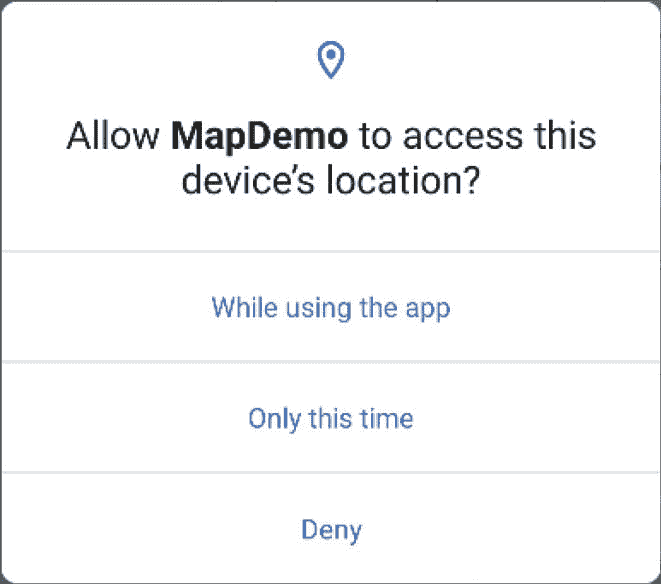 Allow MapDemo to access this
device’s location?
While using the app
Only this time
Deny